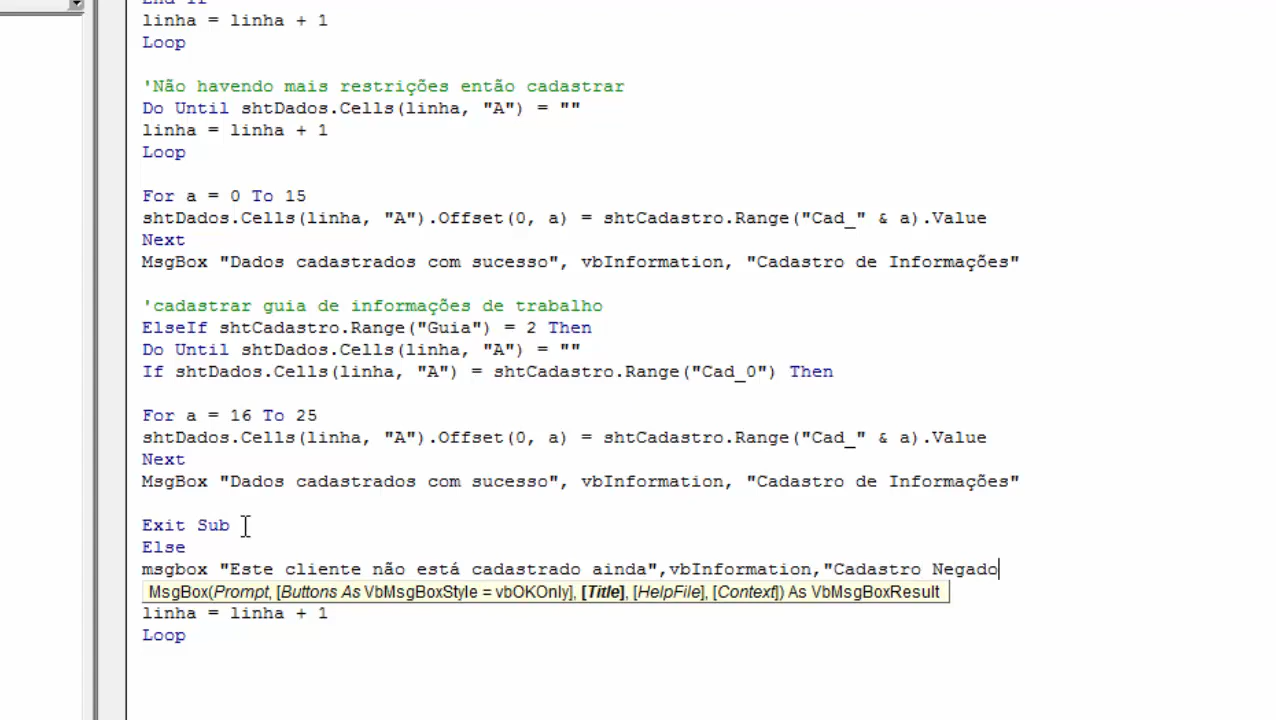 End If
linha = linha + 1
Loop
'Não havendo mais restrições então cadastrar
Do Until shtDados.Cells(linha, "A") = ""
linha = linha + 1
Loop
For a = 0 To 15
shtDados.Cells(linha, "A").Offset(0, a) = shtCadastro.Range("Cad_" & a).Value
Next
MsgBox "Dados cadastrados com sucesso", vbInformation, "Cadastro de Informações"
'cadastrar guia de informações de trabalho
ElseIf shtCadastro.Range("Guia") = 2 Then
Do Until shtDados.Cells(linha, "A") = ""
If shtDados.Cells(linha, "A") = shtCadastro.Range("Cad_0") Then
For a = 16 To 25
shtDados.Cells(linha, "A").Offset(0, a) = shtCadastro.Range("Cad_" & a).Value
Next
MsgBox "Dados cadastrados com sucesso", vbInformation, "Cadastro de Informações"
Exit Sub
Else
msgbox "Este cliente não está cadastrado ainda",vbInformation,"Cadastro Negado
MsgBox(Prompt, [Buttons As VbMsgBoxStyle = vbOKOnly], [Title], [HelpFile], [Context]) As VbMsgBoxResult
linha = linha + 1
Loop